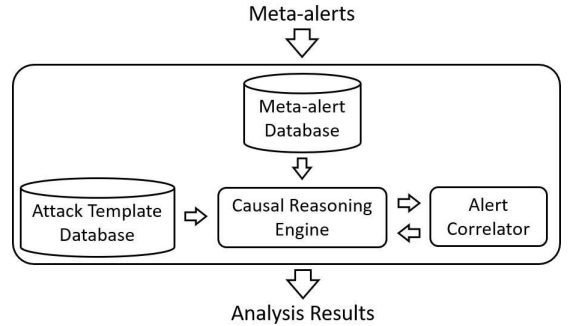 Meta-alerts
Meta-alert
Database
Attack Template
Database
Causal Reasoning
Engine
Alert
Correlator
Analysis Results